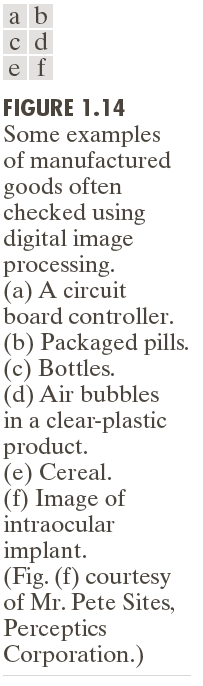 a b
c d
e f
FIGURE 1.14
Some examples
of manufactured
goods often
checked using
digital image
processing.
(a) A circuit
board controller.
(b) Packaged pills.
(c) Bottles.
(d) Air bubbles
in a clear-plastic
product.
(e) Cereal.
(f) Image of
intraocular
implant.
(Fig. (f) courtesy
of Mr. Pete Sites,
Perceptics
Corporation.)